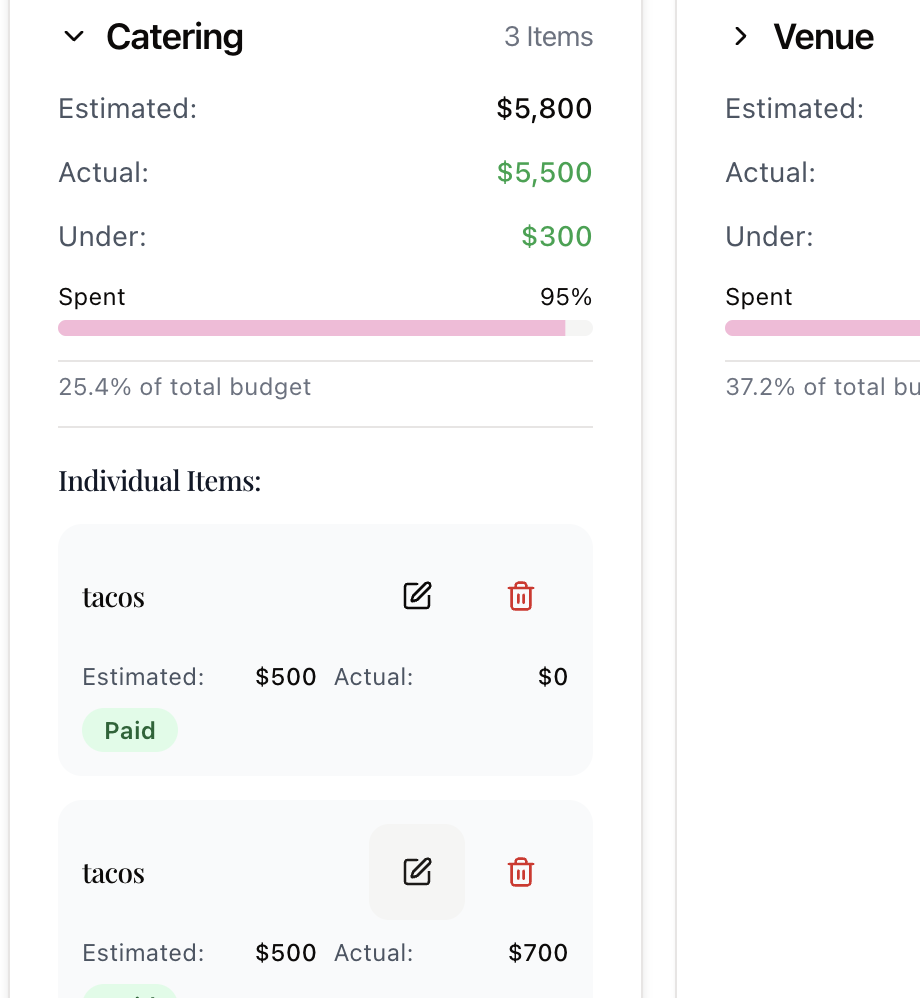 Catering 3 Items
Estimated: $5,800
Actual: $5,500
Under: $300
Spent 95%
25.4% of total budget
Individual Items:
tacos
Estimated: $500 Actual: $0
Paid
tacos
Estimated: $500 Actual: $700
Venue
Estimated:
Actual:
Under:
Spent
37.2% of total bu